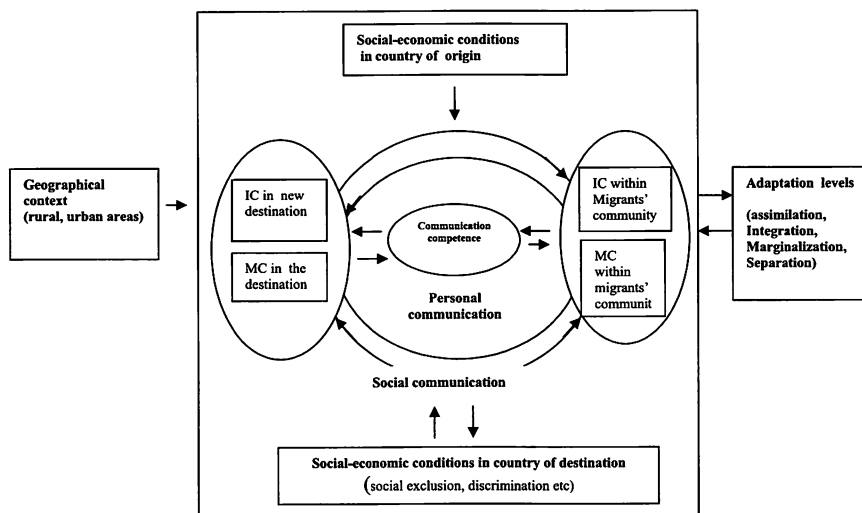 Social-economic conditions
in country of origin
Geographical
context
(rural, urban areas)
IC in new
destination
MC in the
destination
Communication
competence
Personal
communication
IC within
Migrants'
community
MC
within
migrants'
communit
Adaptation levels
(assimilation,
Integration,
Marginalization,
Separation)
Social communication
Social-economic conditions in country of destination
(social exclusion, discrimination etc)